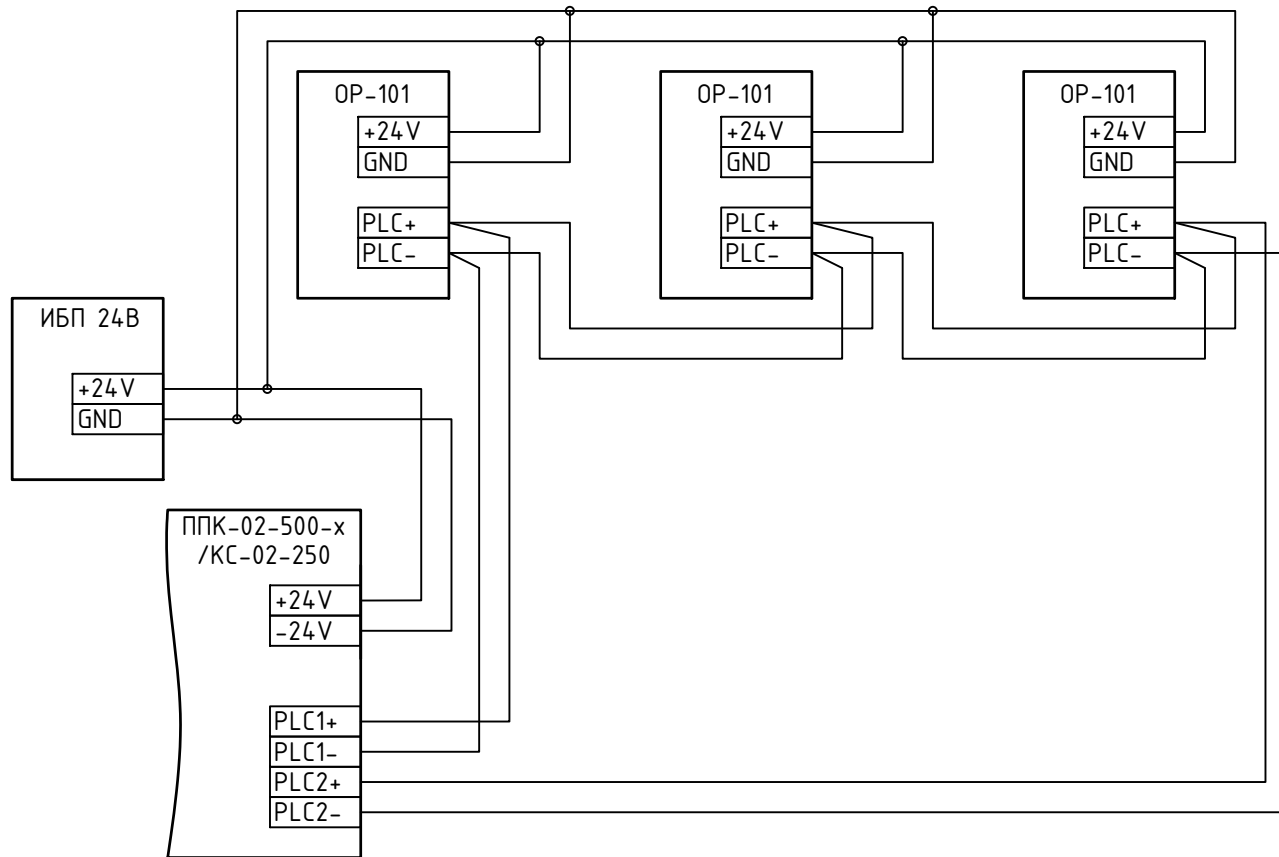 ОР-101
+24V
GND
PLC+
PLC-
ОР-101
+24V
GND
PLC+
PLC-
ОР-101
+24V
GND
PLC+
PLC-
ИБП 24В
+24V
GND
ППК-02-500-х
/КС-02-250
+24V
-24V
PLC1+
PLC1-
PLC2+
PLC2-